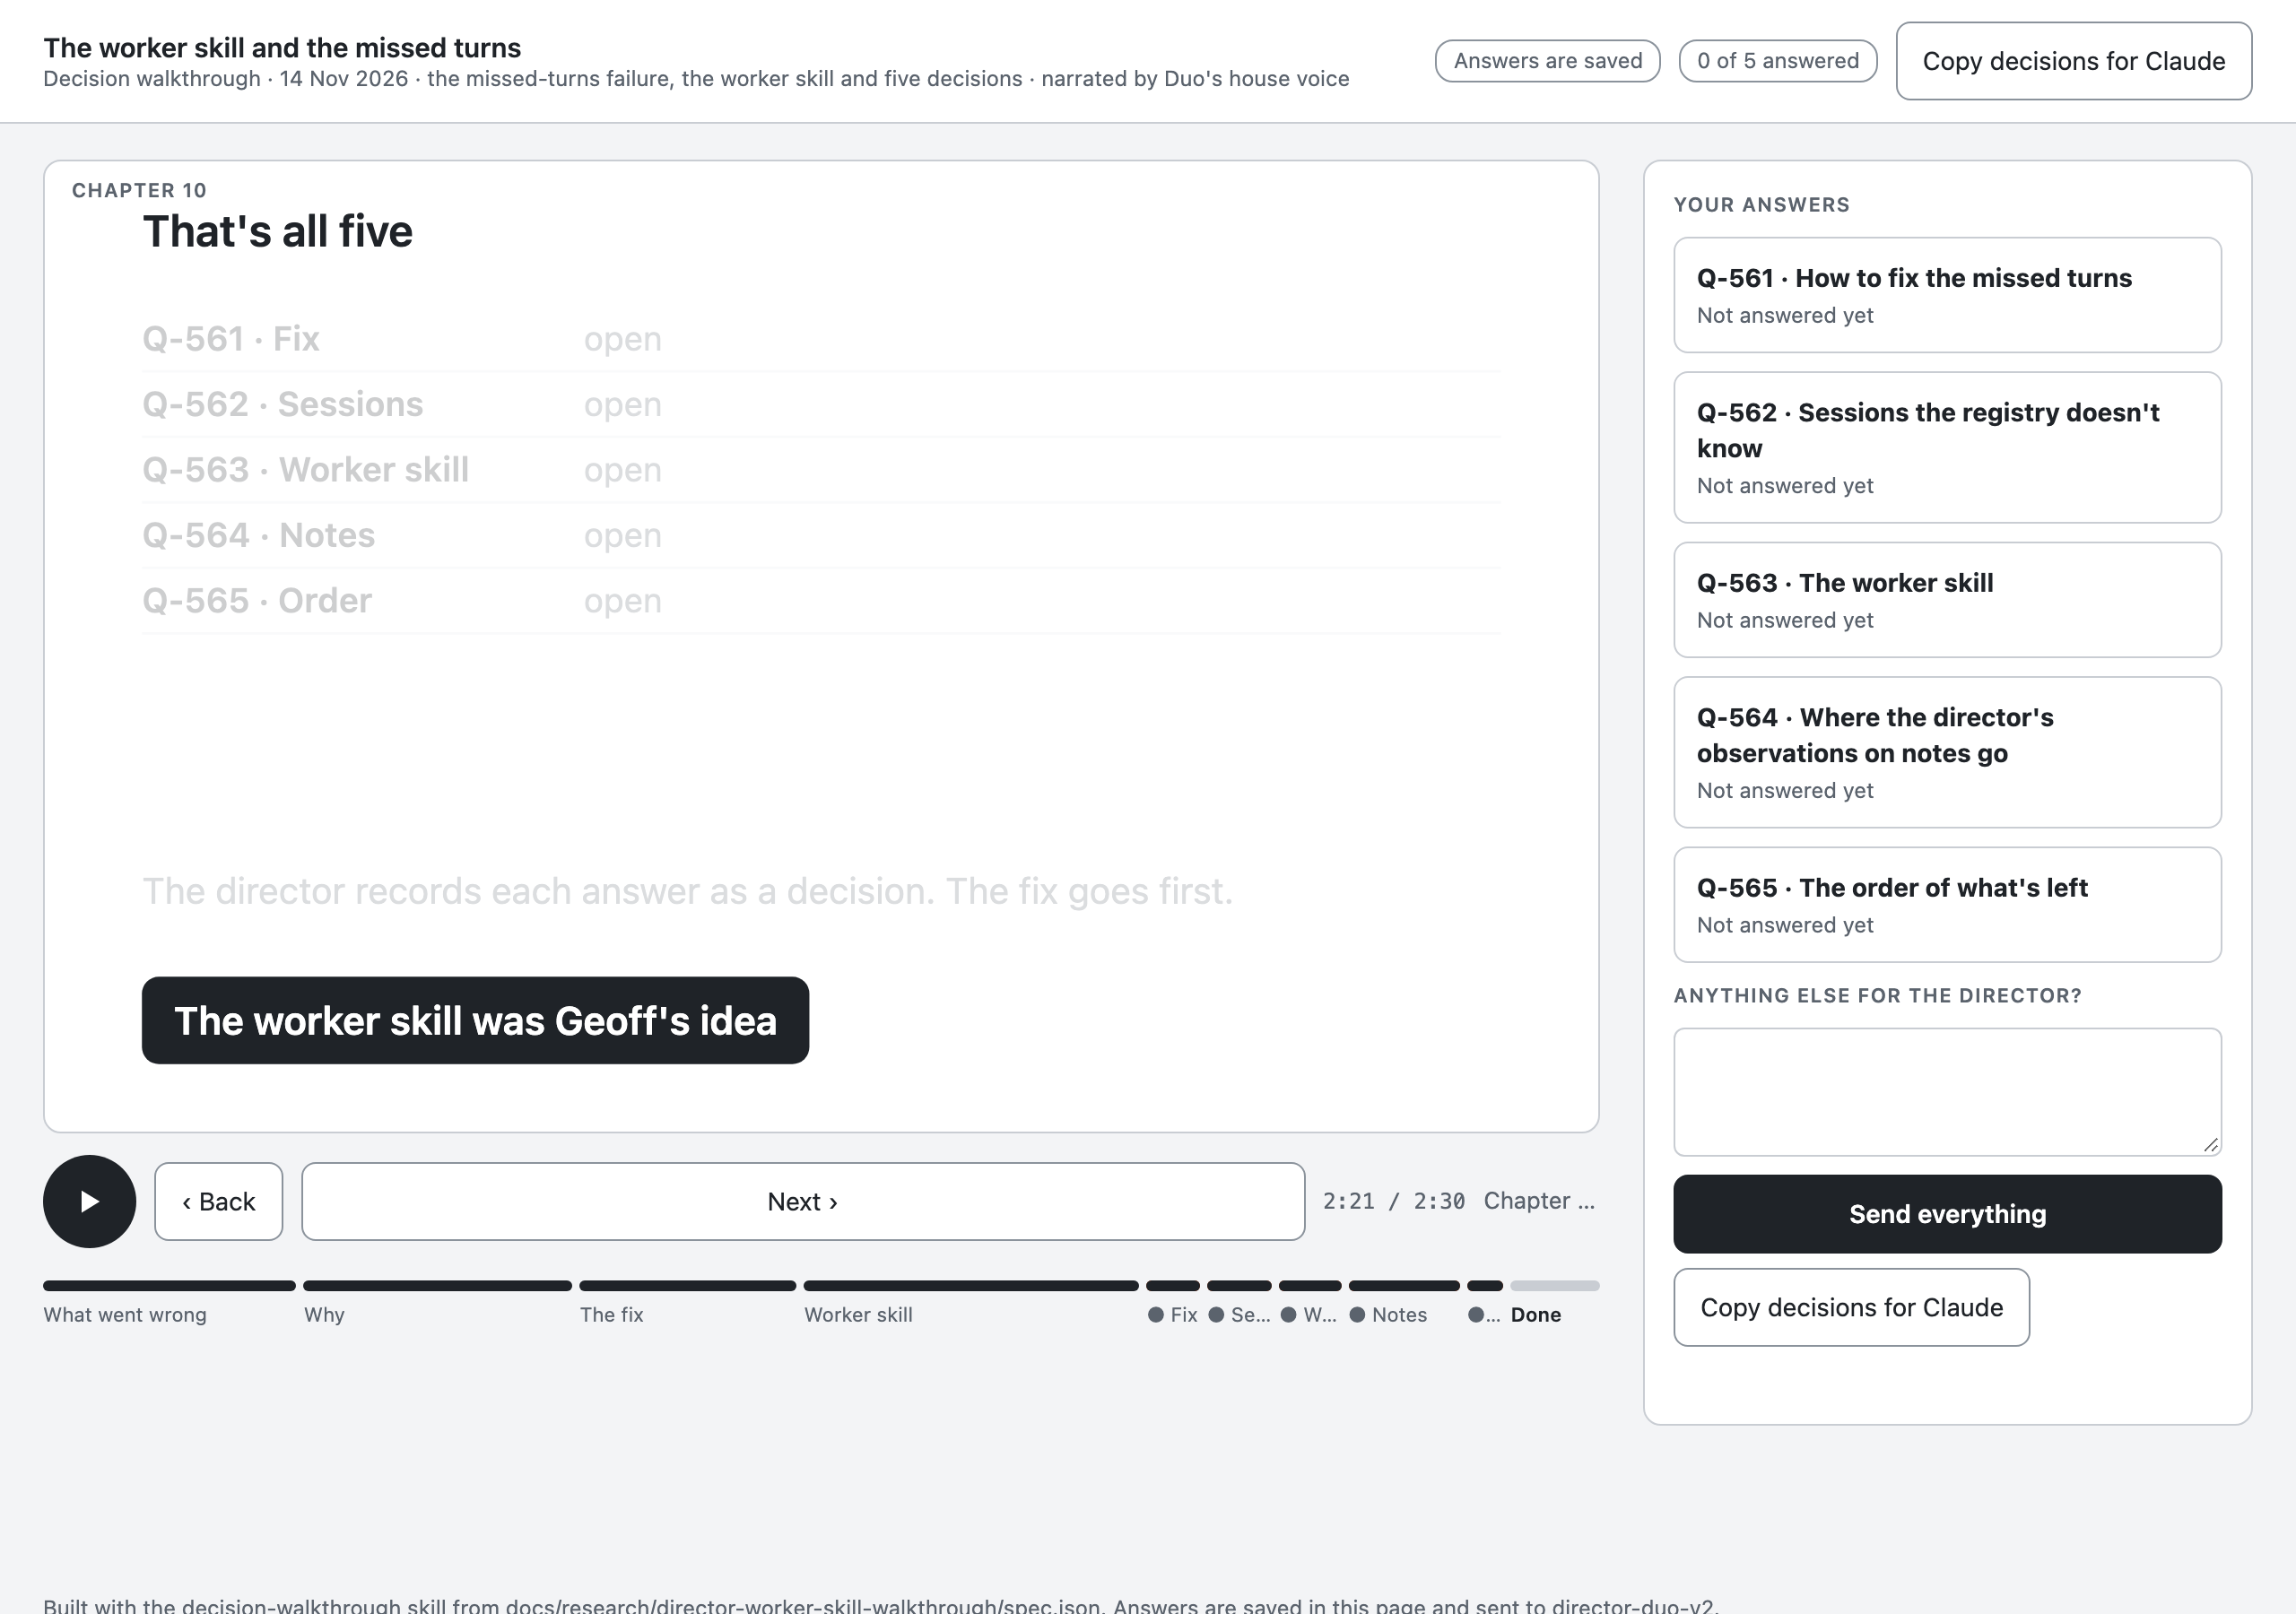 The worker skill and the missed turns
Decision walkthrough · 14 Nov 2026 · the missed-turns failure, the worker skill and five decisions · narrated by Duo's house voice
Answers are saved
0 of 5 answered
Copy decisions for Claude
CHAPTER 10
That's all five
Q-561 · Fix open
Q-562 · Sessions open
Q-563 · Worker skill open
Q-564 · Notes open
Q-565 · Order open
The director records each answer as a decision. The fix goes first.
The worker skill was Geoff's idea
‹ Back
Next ›
2:21 / 2:30 Chapter ...
What went wrong
Why
The fix
Worker skill
Fix
Se...
W...
Notes
...
Done
YOUR ANSWERS
Q-561 · How to fix the missed turns
Not answered yet
Q-562 · Sessions the registry doesn't
know
Not answered yet
Q-563 · The worker skill
Not answered yet
Q-564 · Where the director's
observations on notes go
Not answered yet
Q-565 · The order of what's left
Not answered yet
ANYTHING ELSE FOR THE DIRECTOR?
Send everything
Copy decisions for Claude
Built with the decision-walkthrough skill from docs/research/director-worker-skill-walkthrough/spec.json. Answers are saved in this page and sent to director-duo-v2.